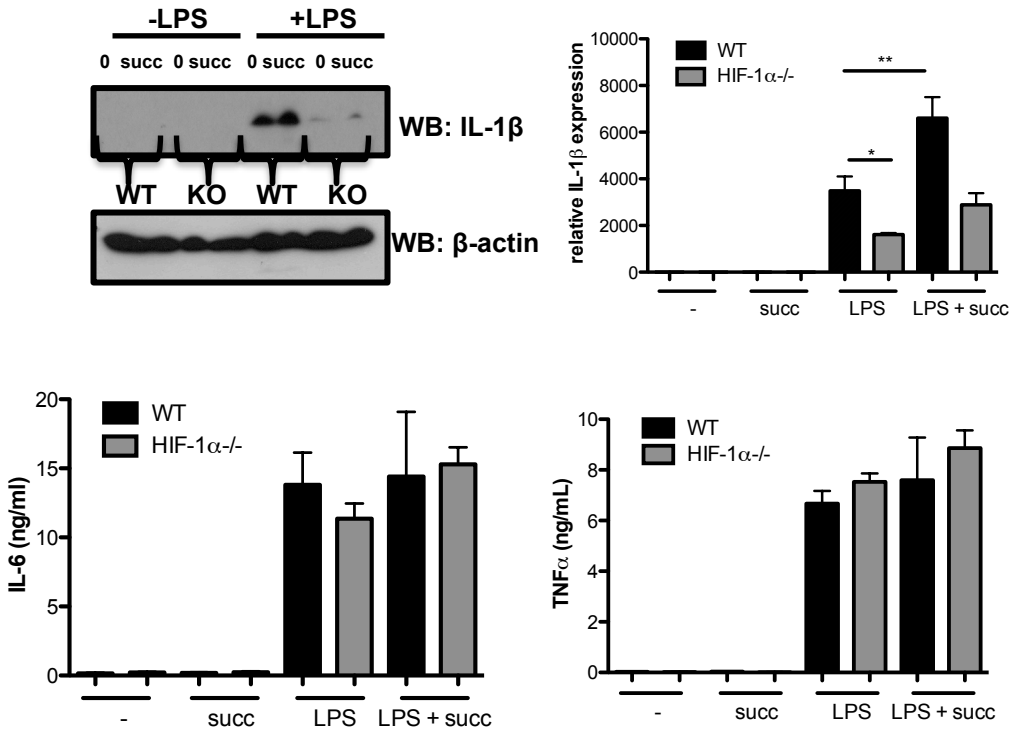 -LPS +LPS
0 succ 0 succ 0 succ 0 succ
WB: IL-1β
WT KO WT KO
WB: β-actin
WT
HIF-1α-/-
relative IL-1β expression
10000
8000
6000
4000
2000
0
**
*
- succ LPS LPS + succ
WT
HIF-1α-/-
IL-6 (ng/ml)
20
15
10
5
0
- succ LPS LPS + succ
WT
HIF-1α-/-
TNFα (ng/mL)
10
8
6
4
2
0
- succ LPS LPS + succ